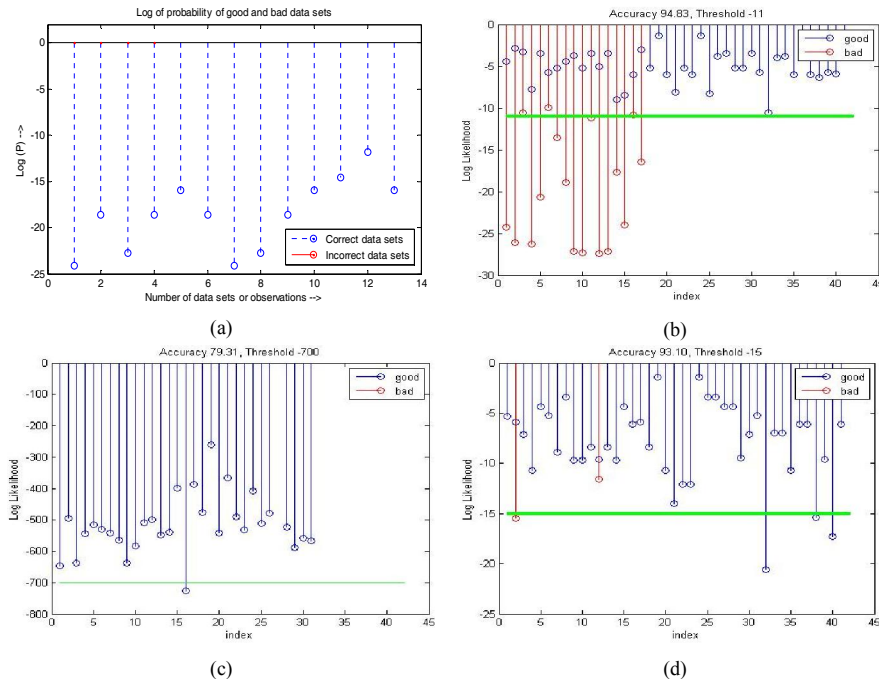 Log of probability of good and bad data sets
Log (P) -->
0
-5
-10
-15
-20
-25
0 2 4 6 8 10 12 14
Number of data sets or observations -->
Correct data sets
Incorrect data sets
(a)
Accuracy 94.83, Threshold -11
Log Likelihood
0
-5
-10
-15
-20
-25
-30
0 5 10 15 20 25 30 35 40 45
index
good
bad
(b)
Accuracy 79.31, Threshold -700
Log Likelihood
0
-100
-200
-300
-400
-500
-600
-700
-800
0 5 10 15 20 25 30 35 40 45
index
good
bad
(c)
Accuracy 93.10, Threshold -15
Log Likelihood
0
-5
-10
-15
-20
-25
0 5 10 15 20 25 30 35 40 45
index
good
bad
(d)